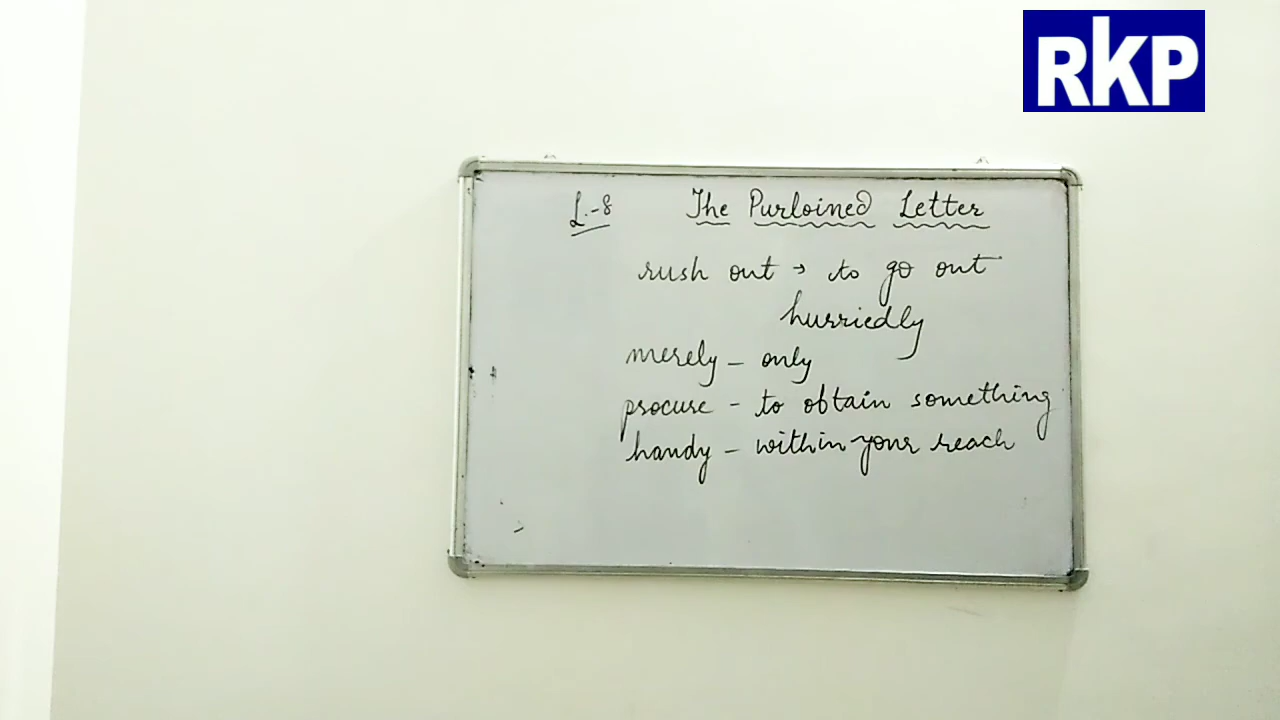 RKP
L.-8 The Purloined Letter
rush out → to go out
hurriedly
merely - only
procure - to obtain something
handy - within your reach